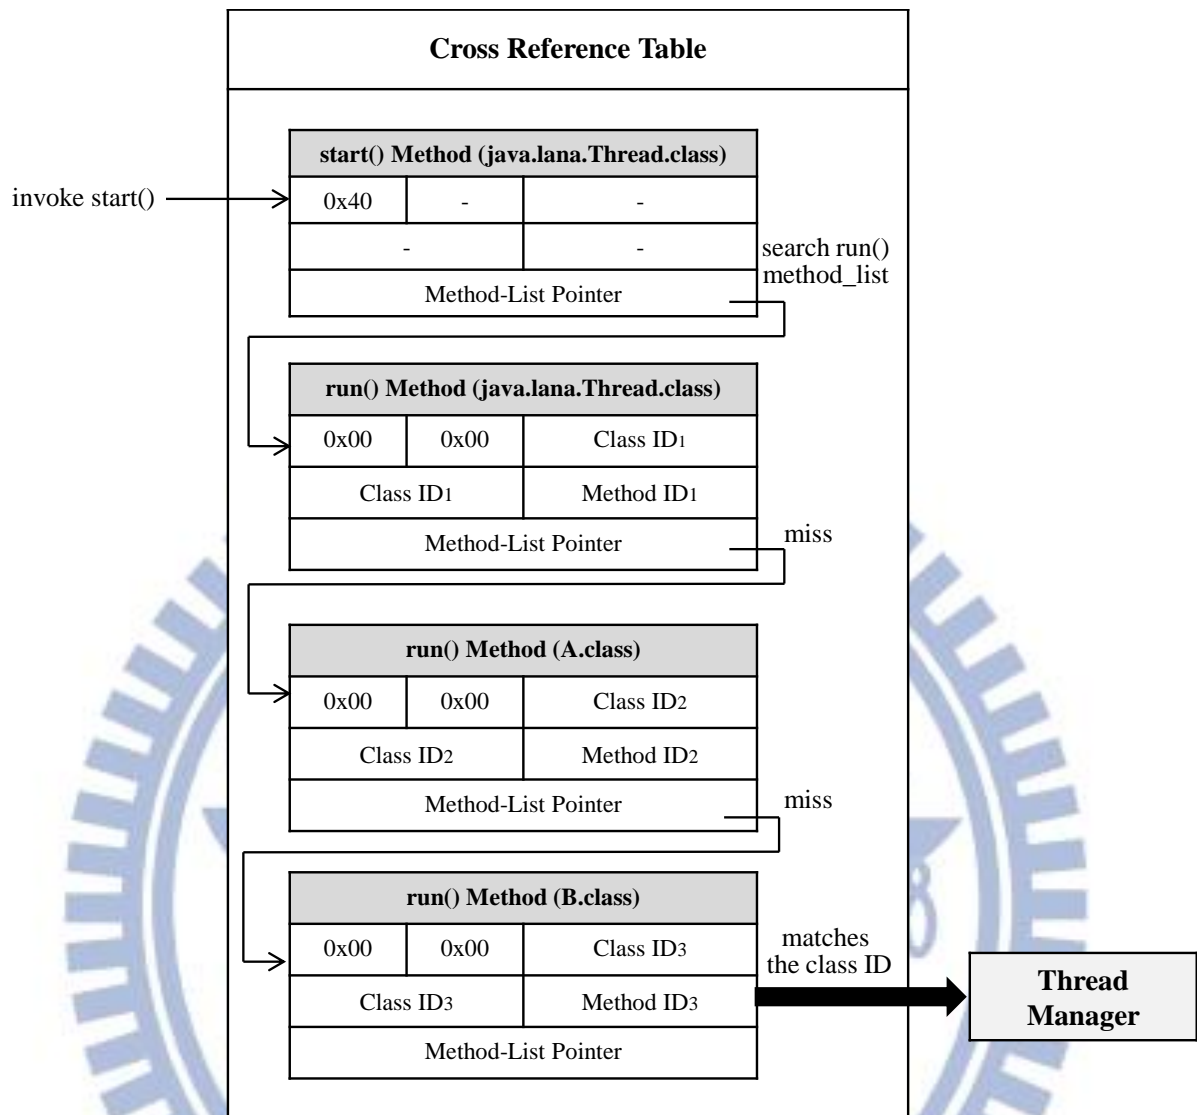 Cross Reference Table
start() Method (java.lana.Thread.class)
invoke start()
0x40 - -
- -
search run()
method_list
Method-List Pointer
run() Method (java.lana.Thread.class)
0x00 0x00 Class ID1
Class ID1 Method ID1
Method-List Pointer
miss
run() Method (A.class)
0x00 0x00 Class ID2
Class ID2 Method ID2
Method-List Pointer
miss
run() Method (B.class)
0x00 0x00 Class ID3
matches
the class ID
Class ID3 Method ID3
Thread
Manager
Method-List Pointer